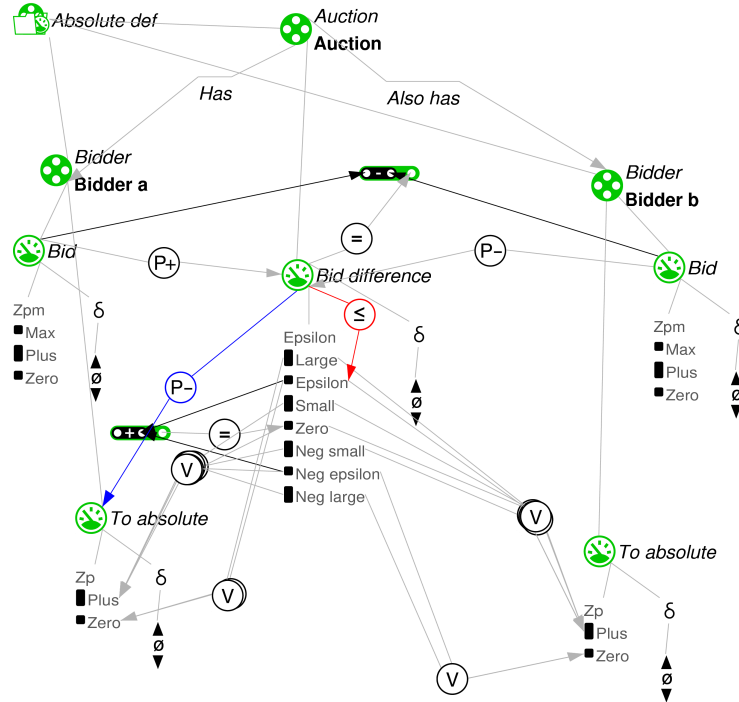 Absolute def
Auction
Auction
Has
Also has
Bidder
Bidder a
-
Bidder
Bidder b
=
Bid
P+
P–
Bid
Bid difference
Zpm
δ
Max
Plus
Zero
ø
≤
δ
ø
Zpm
δ
Max
Plus
Zero
ø
Epsilon
Large
Epsilon
Small
Zero
Neg small
Neg epsilon
Neg large
P–
+
=
V
V
To absolute
To absolute
Zp
δ
Plus
Zero
ø
V
Zp
δ
Plus
Zero
ø
V